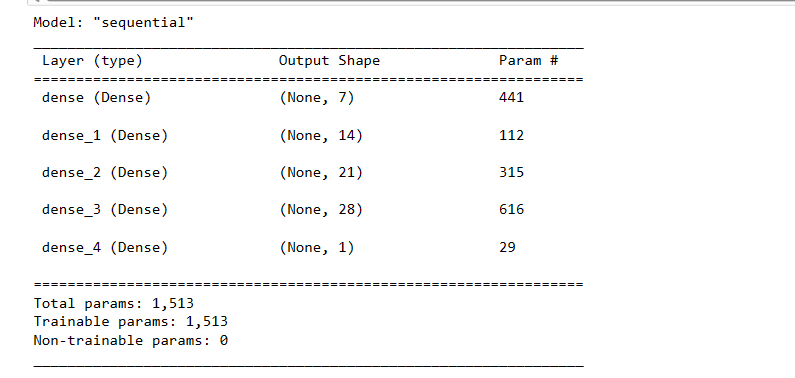 Model: "sequential"
Layer (type) Output Shape Param #
dense (Dense) (None, 7) 441
dense_1 (Dense) (None, 14) 112
dense_2 (Dense) (None, 21) 315
dense_3 (Dense) (None, 28) 616
dense_4 (Dense) (None, 1) 29
Total params: 1,513
Trainable params: 1,513
Non-trainable params: 0